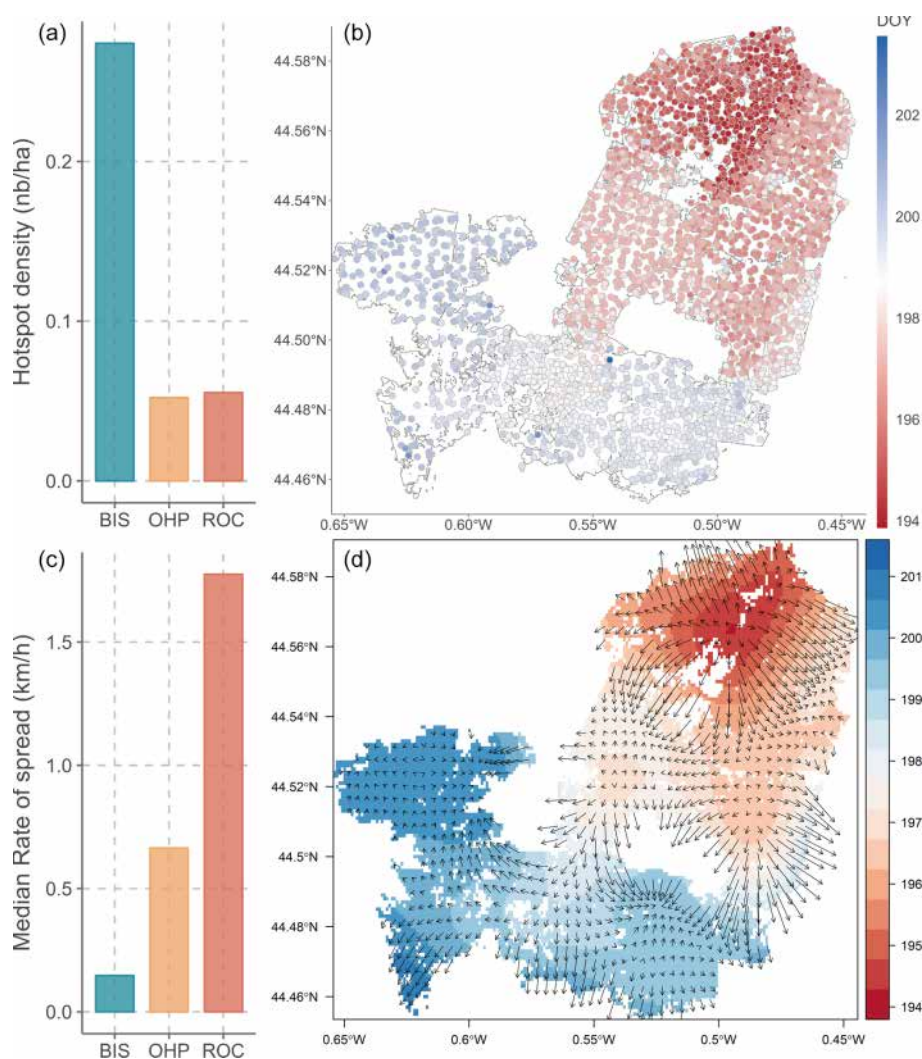 (a)
Hotspot density (nb/ha)
0.2
0.1
0.0
BIS OHP ROC
(b)
DOY
44.58°N
44.56°N
44.54°N
44.52°N
44.50°N
44.48°N
44.46°N
0.65°W 0.60°W 0.55°W 0.50°W 0.45°W
202
200
198
196
194
(c)
Median Rate of spread (km/h)
1.5
1.0
0.5
0.0
BIS OHP ROC
(d)
44.58°N
44.56°N
44.54°N
44.52°N
44.5°N
44.48°N
44.46°N
0.65°W 0.6°W 0.55°W 0.5°W 0.45°W
201
200
199
198
197
196
195
194